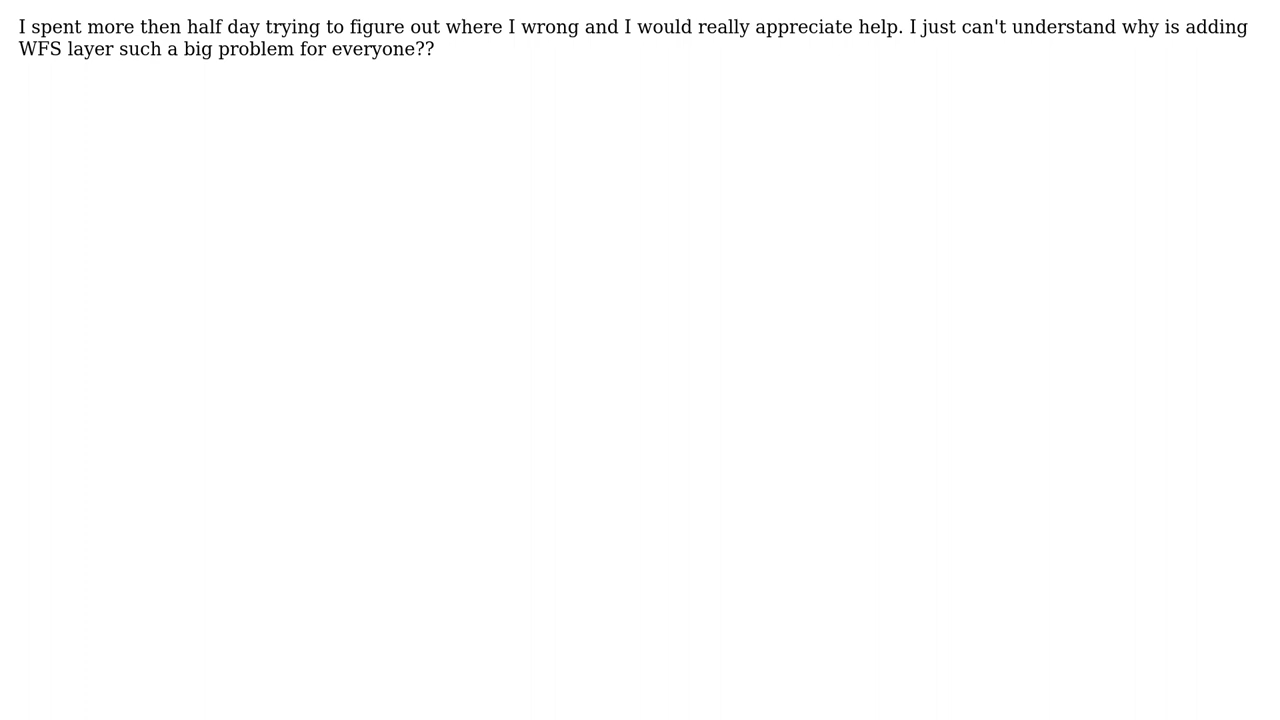 I spent more then half day trying to figure out where I wrong and I would really appreciate help. I just can't understand why is adding
WFS layer such a big problem for everyone??